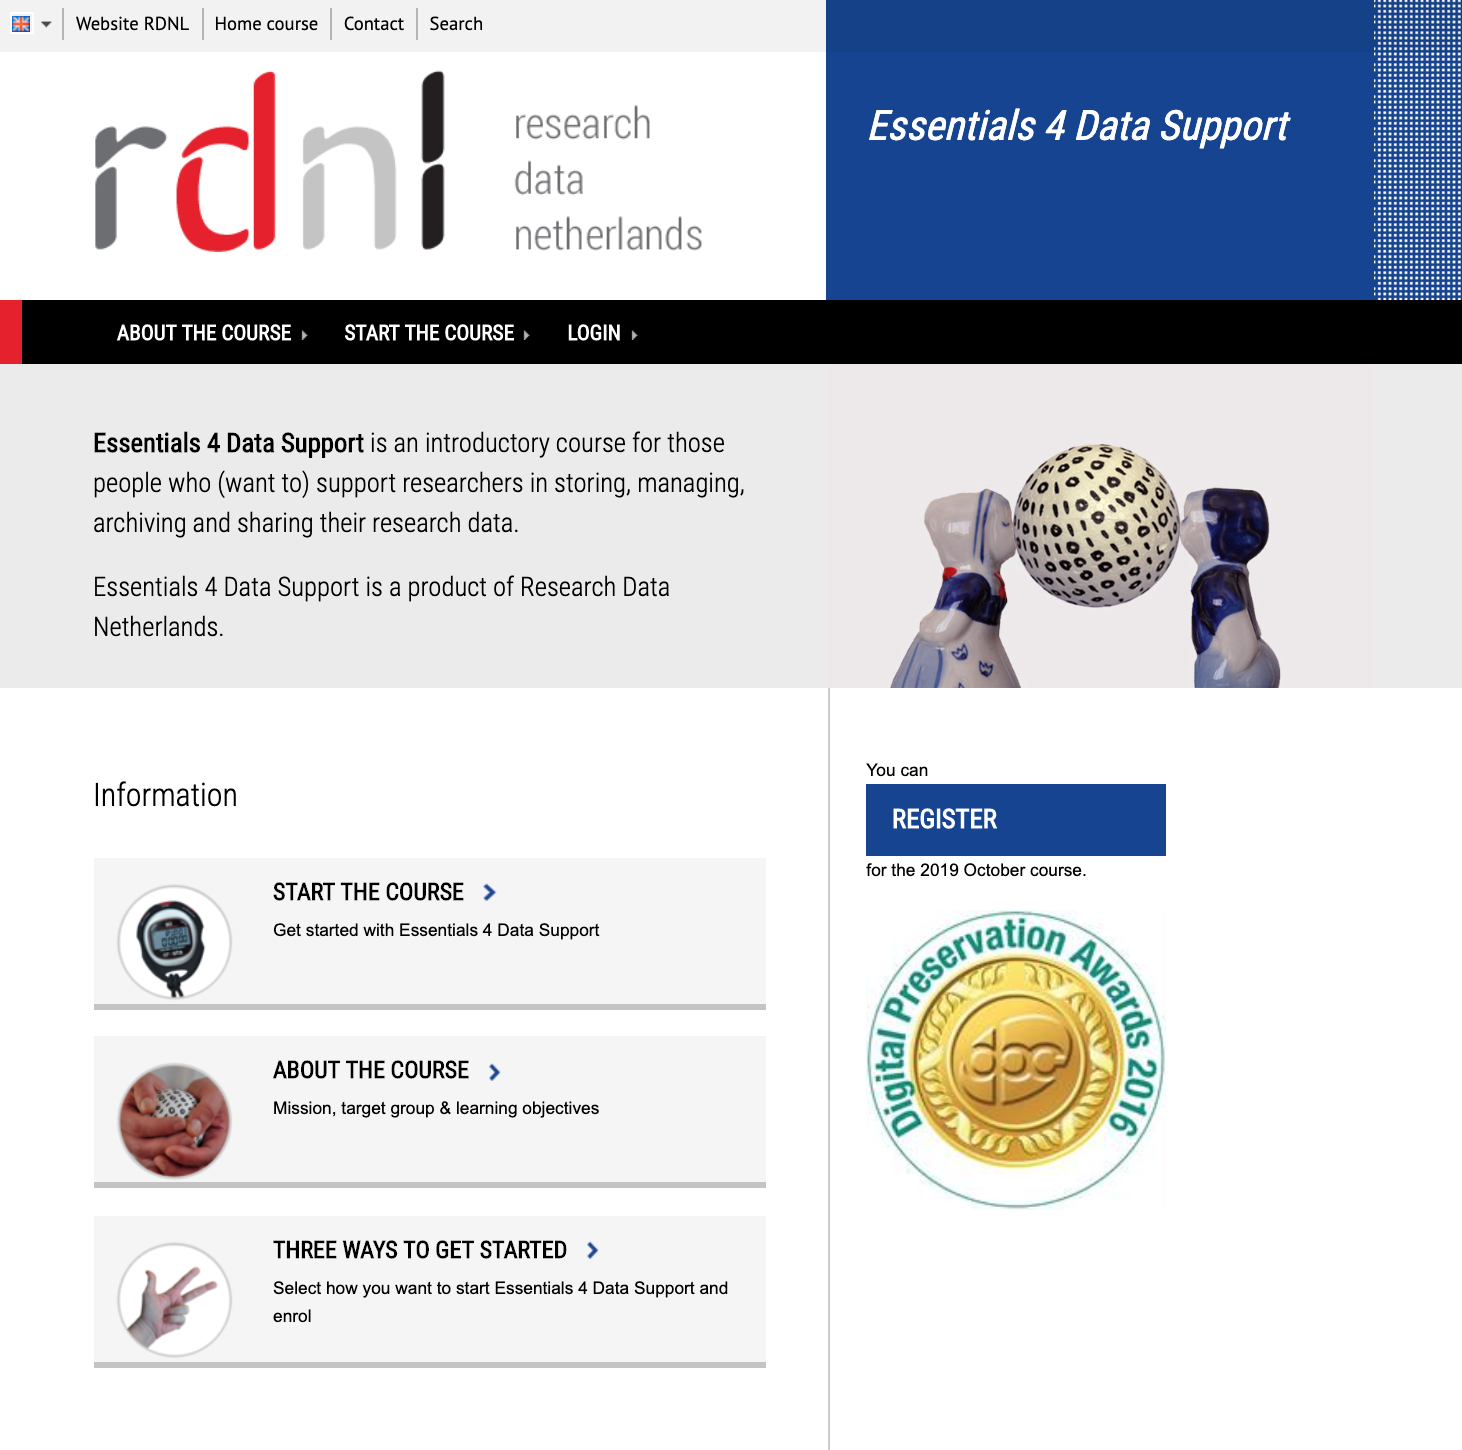 Website RDNL
Home course
Contact
Search
rdnl
research
data
netherlands
Essentials 4 Data Support
ABOUT THE COURSE
START THE COURSE
LOGIN
Essentials 4 Data Support is an introductory course for those
people who (want to) support researchers in storing, managing,
archiving and sharing their research data.
Essentials 4 Data Support is a product of Research Data
Netherlands.
Information
START THE COURSE
Get started with Essentials 4 Data Support
ABOUT THE COURSE
Mission, target group & learning objectives
THREE WAYS TO GET STARTED
Select how you want to start Essentials 4 Data Support and
enrol
You can
REGISTER
for the 2019 October course.
Digital Preservation Awards 2016
dpc